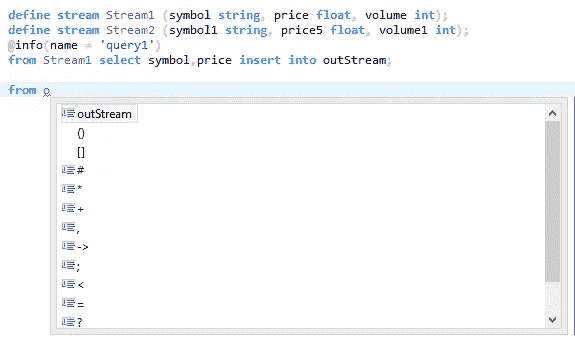 define stream Stream1 (symbol string, price float, volume int);
define stream Stream2 (symbol1 string, price5 float, volume1 int);
@info(name = 'query1')
from Stream1 select symbol,price insert into outStream;
from o
outStream
()
[]
#
*
+
,
->
;
<
=
?